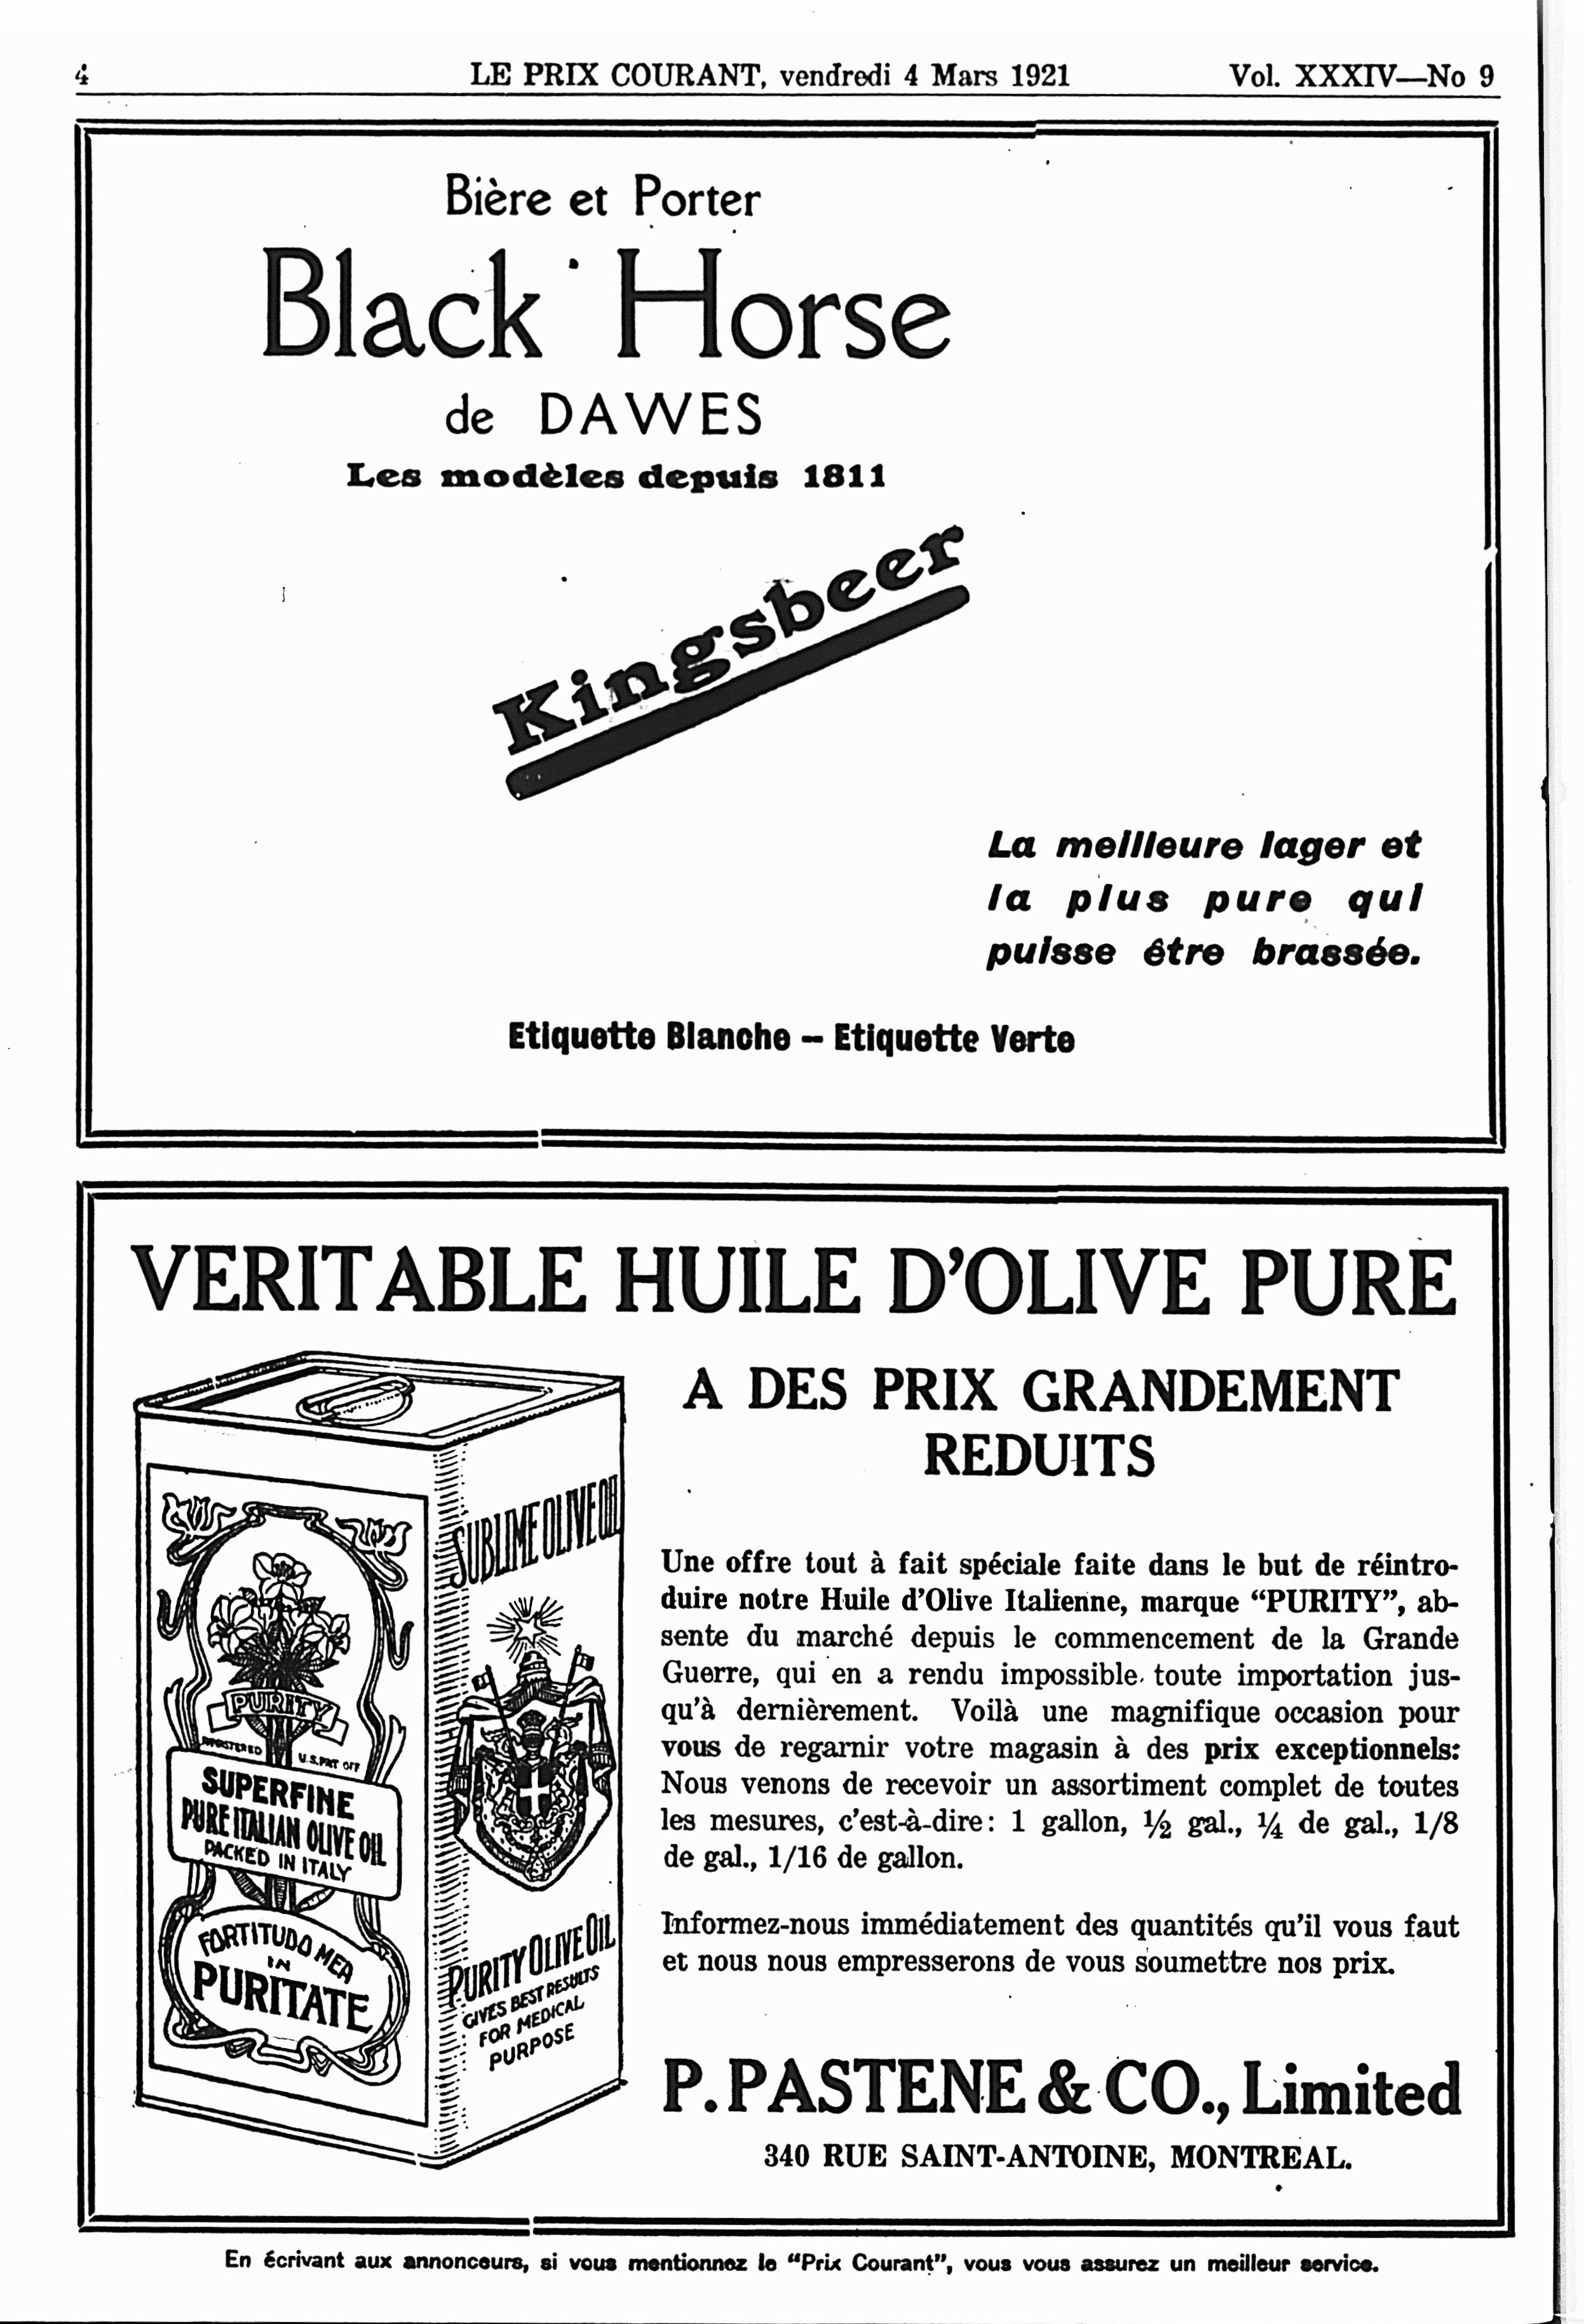 4
LE PRIX COURANT, vendredi 4 Mars 1921
Vol. XXXIV—No 9
Bière et Porter
Black Horse
de DAWES
Les modèles depuis 1811
Kingsbeer
La meilleure lager et
la plus pure qui
puisse être brassée.
Etiquette Blanche — Etiquette Verte
VERITABLE HUILE D'OLIVE PURE
A DES PRIX GRANDEMENT
REDUITS
SUBLIME OLIVE OIL
PURITY
REGISTERED U.S. PAT OFF
SUPERFINE
PURE ITALIAN OLIVE OIL
PACKED IN ITALY
FORTITUDO MEA
IN
PURITATE
PURITY OLIVE OIL
GIVES BEST RESULTS
FOR MEDICAL
PURPOSE
Une offre tout à fait spéciale faite dans le but de réintro-
duire notre Huile d'Olive Italienne, marque "PURITY", ab-
sente du marché depuis le commencement de la Grande
Guerre, qui en a rendu impossible toute importation jus-
qu'à dernièrement. Voilà une magnifique occasion pour
vous de regarnir votre magasin à des prix exceptionnels:
Nous venons de recevoir un assortiment complet de toutes
les mesures, c'est-à-dire: 1 gallon, ½ gal., ¼ de gal., 1/8
de gal., 1/16 de gallon.
Informez-nous immédiatement des quantités qu'il vous faut
et nous nous empresserons de vous soumettre nos prix.
P. PASTENE & CO., Limited
340 RUE SAINT-ANTOINE, MONTREAL.
En écrivant aux annonceurs, si vous mentionnez le "Prix Courant", vous vous assurez un meilleur service.